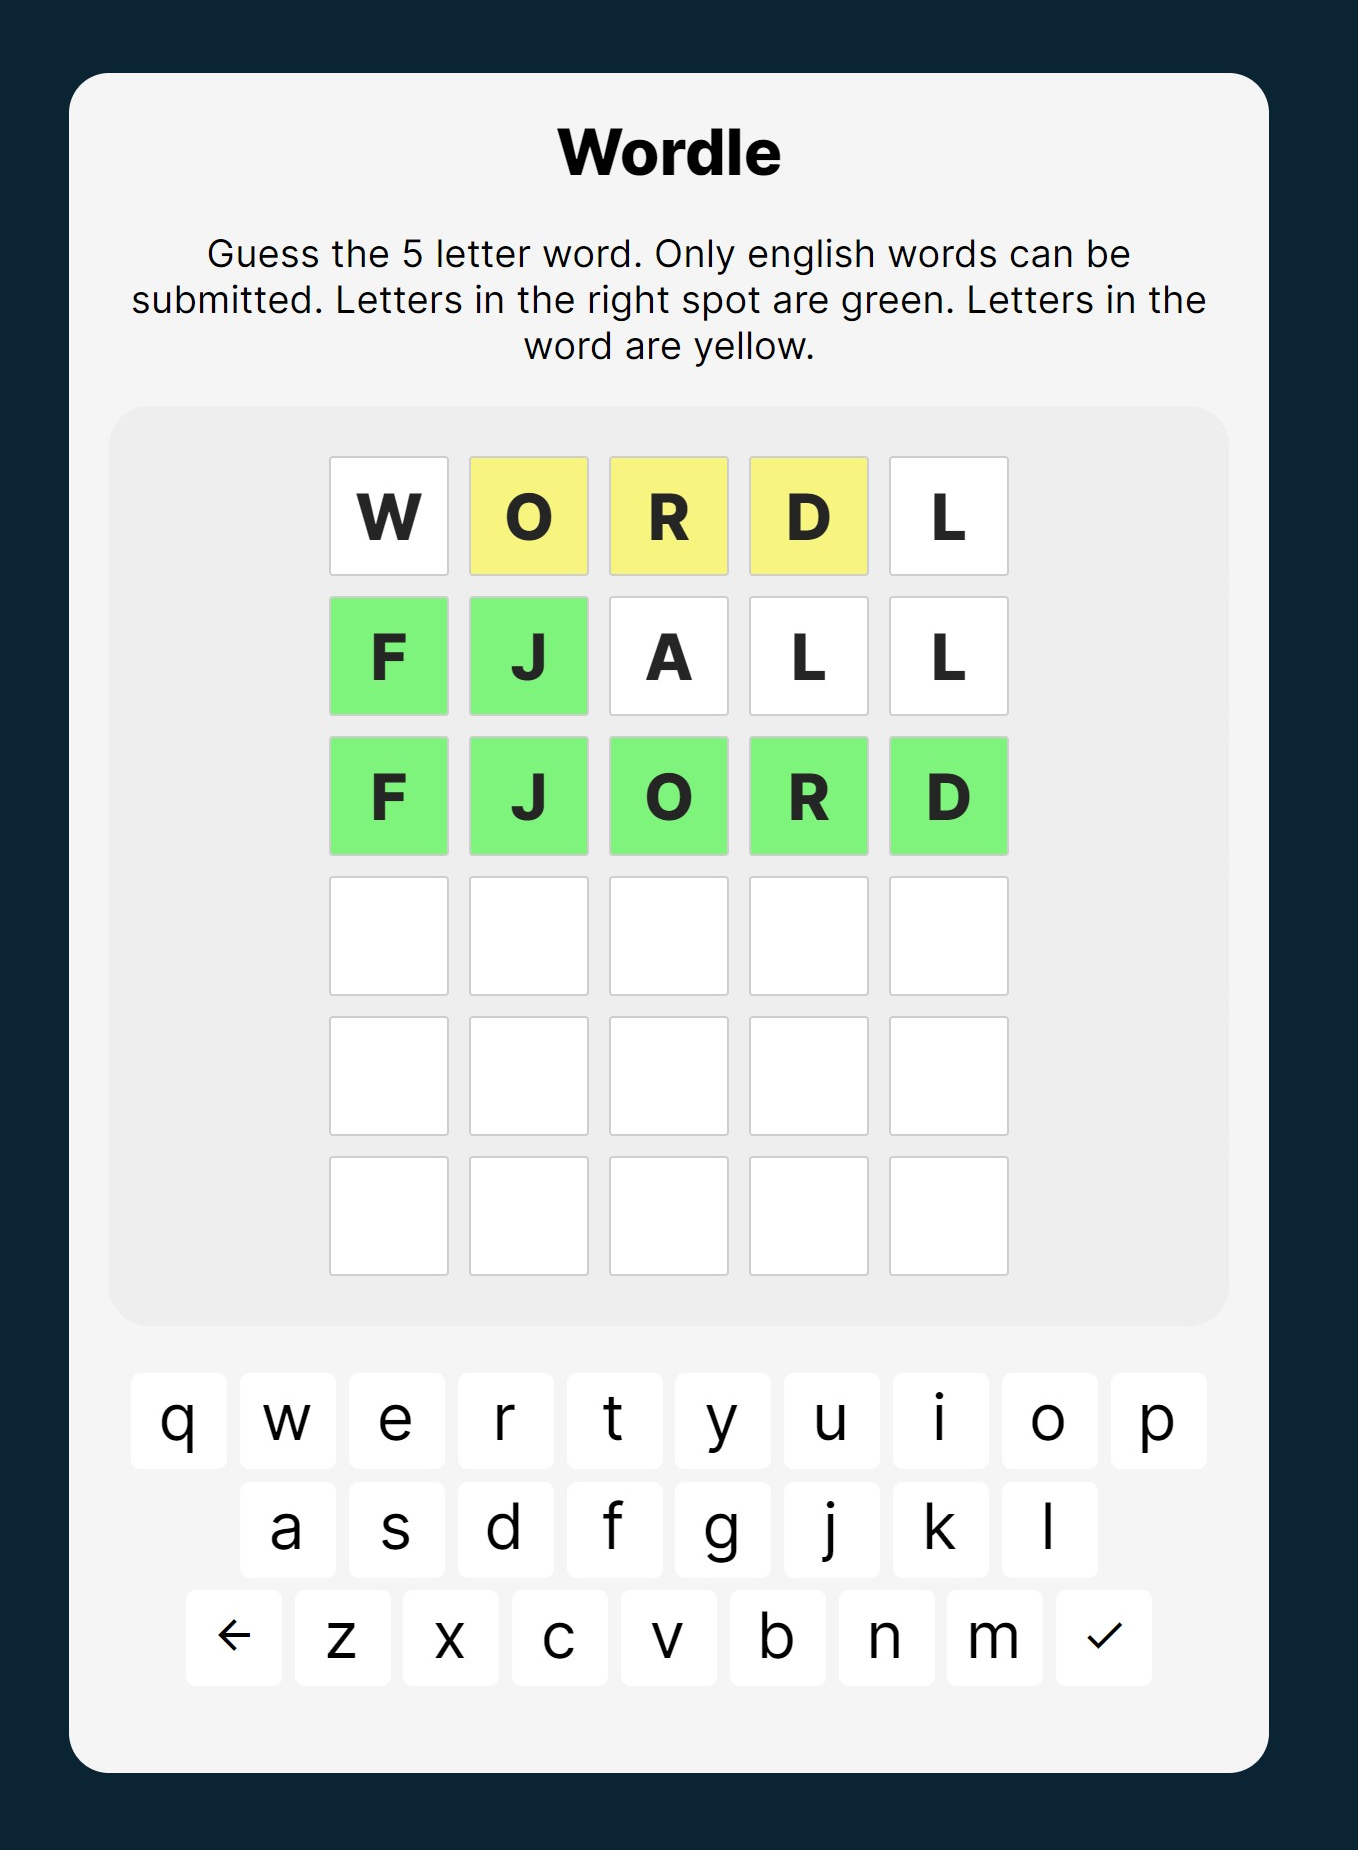 Wordle
Guess the 5 letter word. Only english words can be
submitted. Letters in the right spot are green. Letters in the
word are yellow.
W O R D L
F J A L L
F J O R D
q w e r t y u i o p
a s d f g j k l
← z x c v b n m ✓